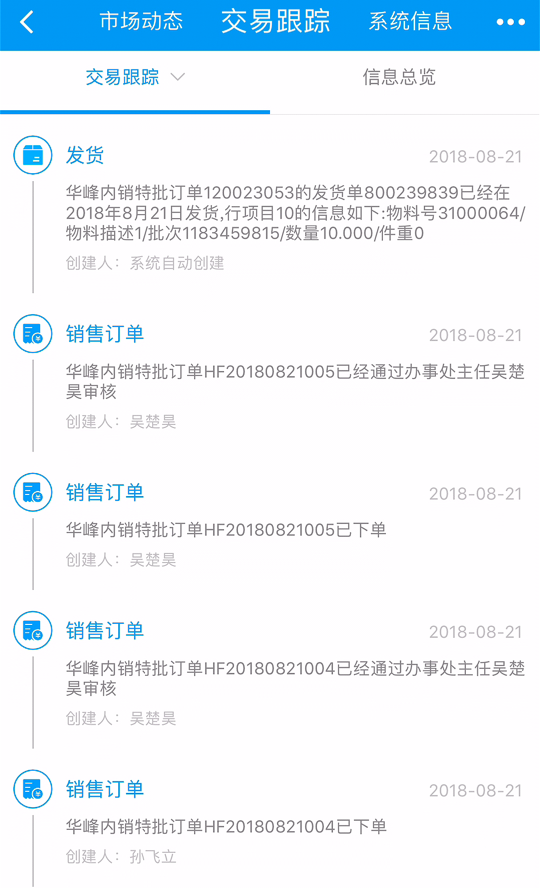 市场动态 交易跟踪 系统信息
交易跟踪 信息总览
发货 2018-08-21
华峰内销特批订单120023053的发货单800239839已经在
2018年8月21日发货,行项目10的信息如下:物料号31000064/
物料描述1/批次1183459815/数量10.000/件重0
创建人：系统自动创建
销售订单 2018-08-21
华峰内销特批订单HF20180821005已经通过办事处主任吴楚
昊审核
创建人：吴楚昊
销售订单 2018-08-21
华峰内销特批订单HF20180821005已下单
创建人：吴楚昊
销售订单 2018-08-21
华峰内销特批订单HF20180821004已经通过办事处主任吴楚
昊审核
创建人：吴楚昊
销售订单 2018-08-21
华峰内销特批订单HF20180821004已下单
创建人：孙飞立